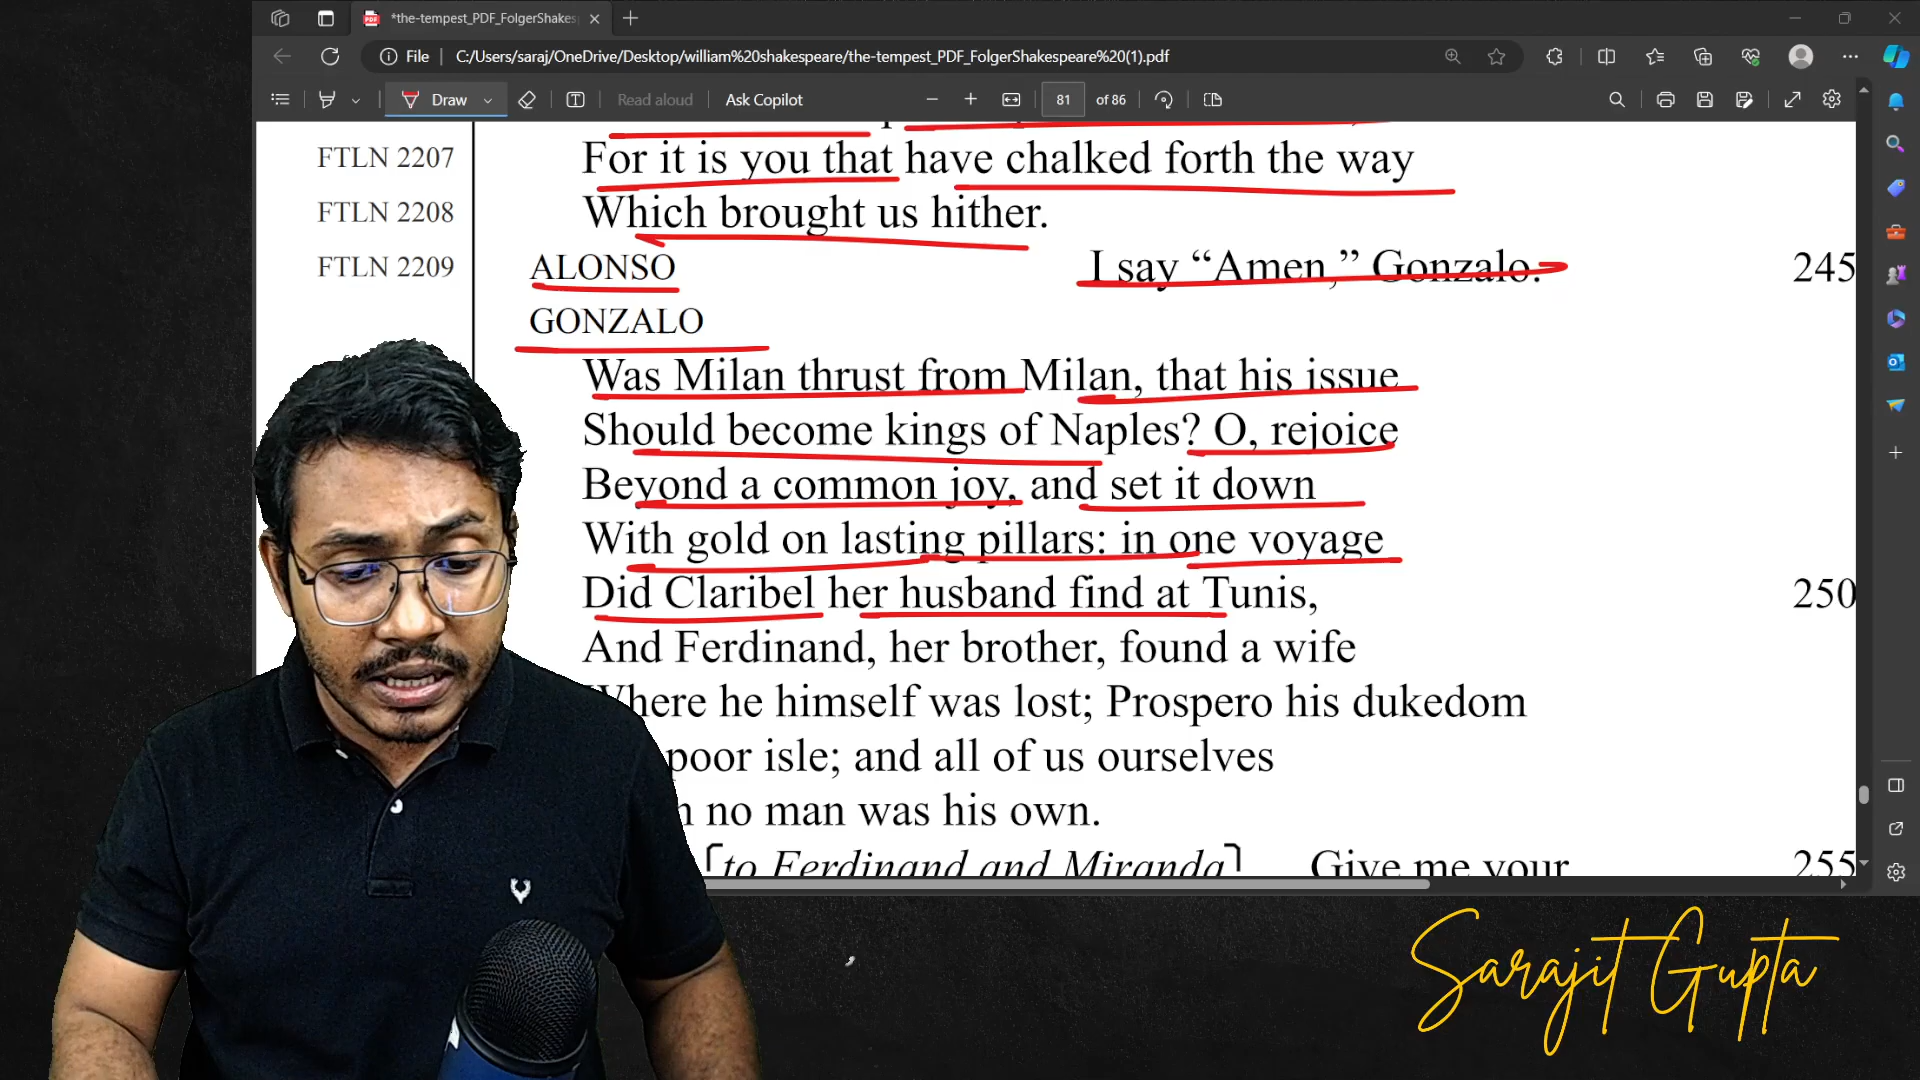 *the-tempest_PDF_FolgerShakes
File C:/Users/saraj/OneDrive/Desktop/william%20shakespeare/the-tempest_PDF_FolgerShakespeare%20(1).pdf
Draw Read aloud Ask Copilot 81 of 86
FTLN 2207 For it is you that have chalked forth the way
FTLN 2208 Which brought us hither.
FTLN 2209 ALONSO I say “Amen,” Gonzalo. 245
GONZALO
Was Milan thrust from Milan, that his issue
Should become kings of Naples? O, rejoice
Beyond a common joy, and set it down
With gold on lasting pillars: in one voyage
Did Claribel her husband find at Tunis, 250
And Ferdinand, her brother, found a wife
Where he himself was lost; Prospero his dukedom
poor isle; and all of us ourselves
no man was his own.
[to Ferdinand and Miranda] Give me your 255
Sarajit Gupta